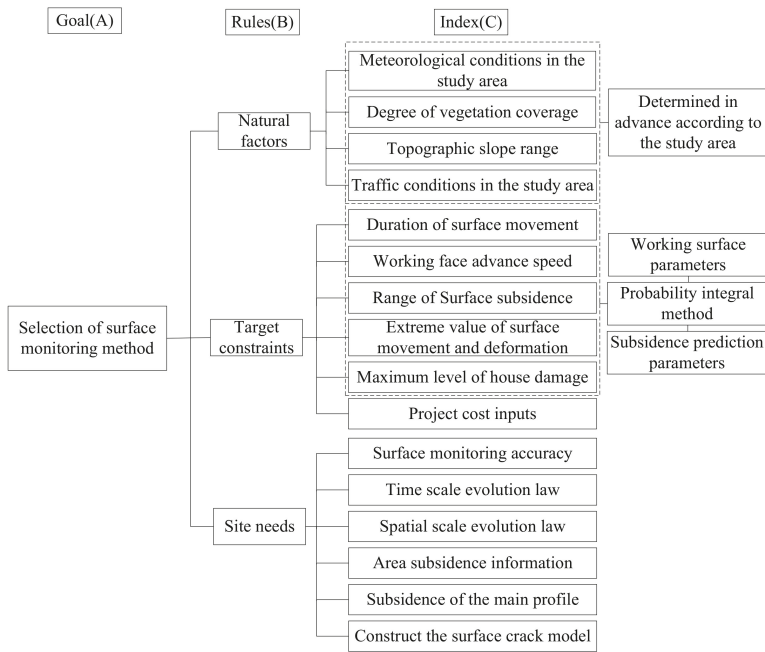 Goal(A)
Rules(B)
Index(C)
Meteorological conditions in the
study area
Degree of vegetation coverage
Topographic slope range
Traffic conditions in the study area
Natural
factors
Determined in
advance according to
the study area
Duration of surface movement
Working face advance speed
Range of Surface subsidence
Extreme value of surface
movement and deformation
Maximum level of house damage
Project cost inputs
Selection of surface
monitoring method
Target
constraints
Working surface
parameters
Probability integral
method
Subsidence prediction
parameters
Surface monitoring accuracy
Time scale evolution law
Spatial scale evolution law
Area subsidence information
Subsidence of the main profile
Construct the surface crack model
Site needs